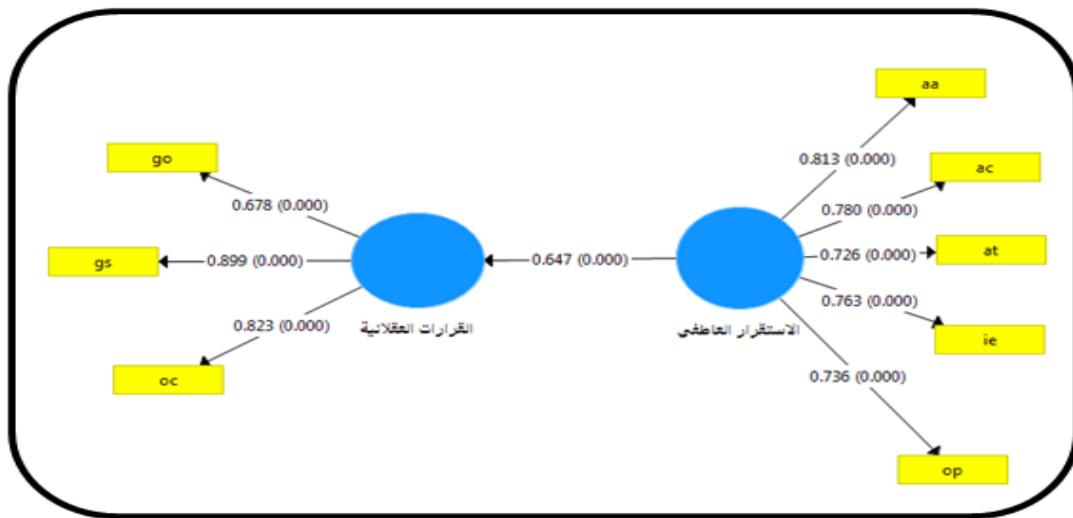 aa
0.813 (0.000)
ac
go
0.780 (0.000)
0.678 (0.000)
at
gs
0.899 (0.000)
0.647 (0.000)
0.726 (0.000)
0.763 (0.000)
0.823 (0.000)
القرارات العقلانية
الاستقرار العاطفي
ie
oc
0.736 (0.000)
op